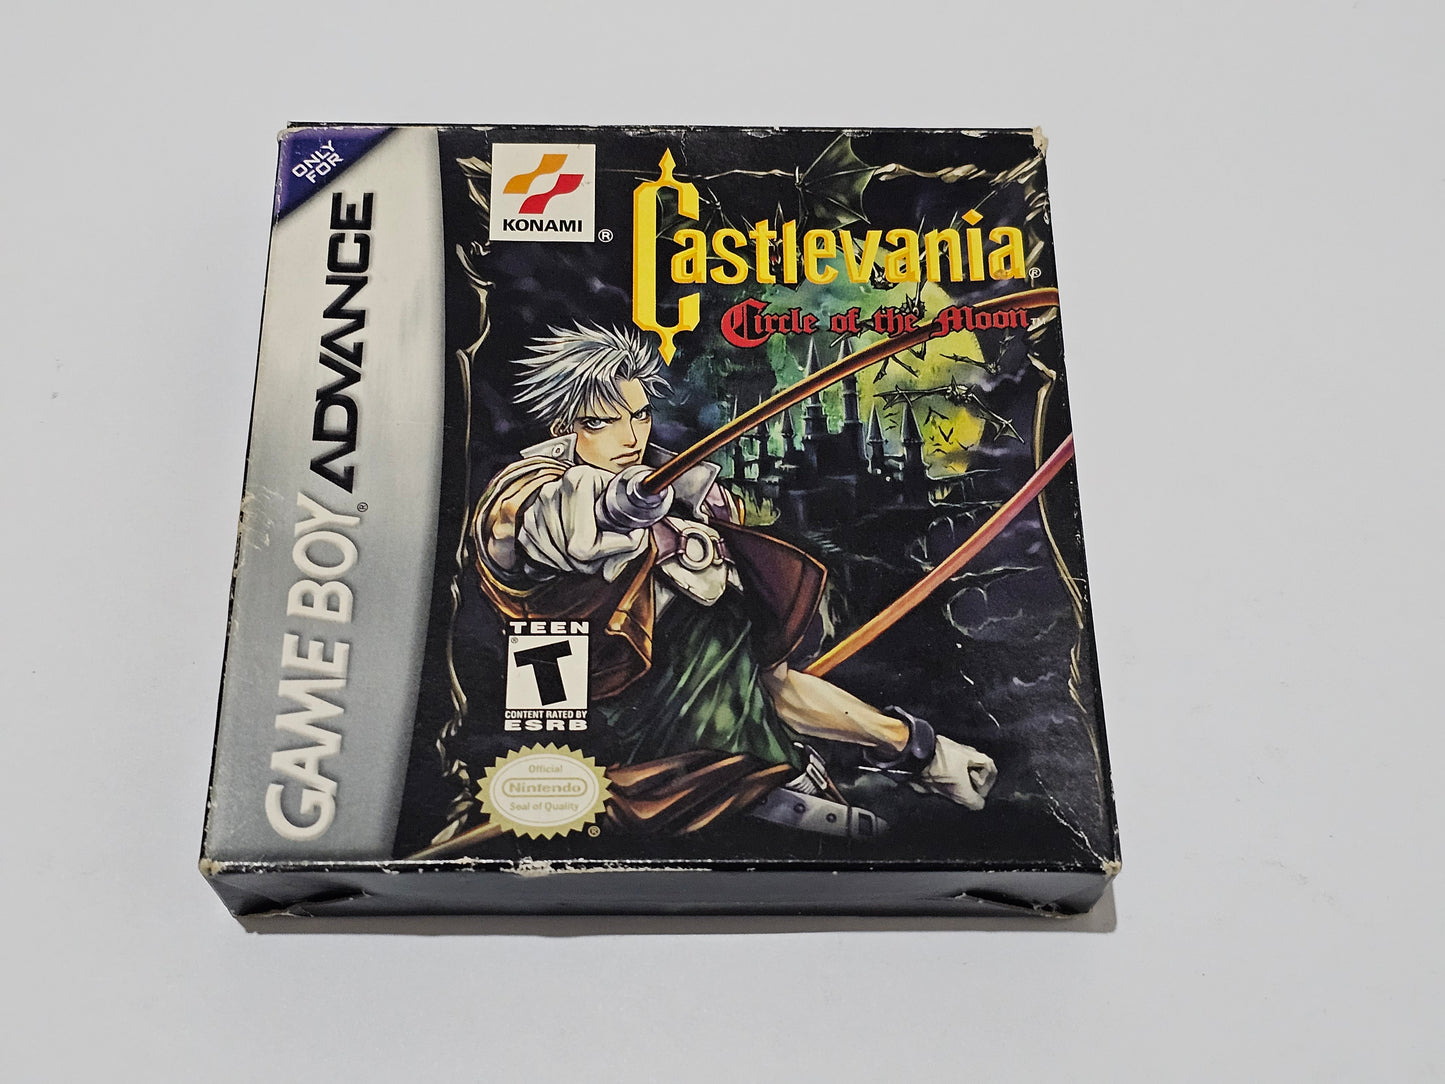 ONLY
FOR
GAME BOY ADVANCE
®
KONAMI
®
Castlevania
®
Circle of the Moon™
TEEN
®
T
CONTENT RATED BY
ESRB
Official
Nintendo
Seal of Quality
®